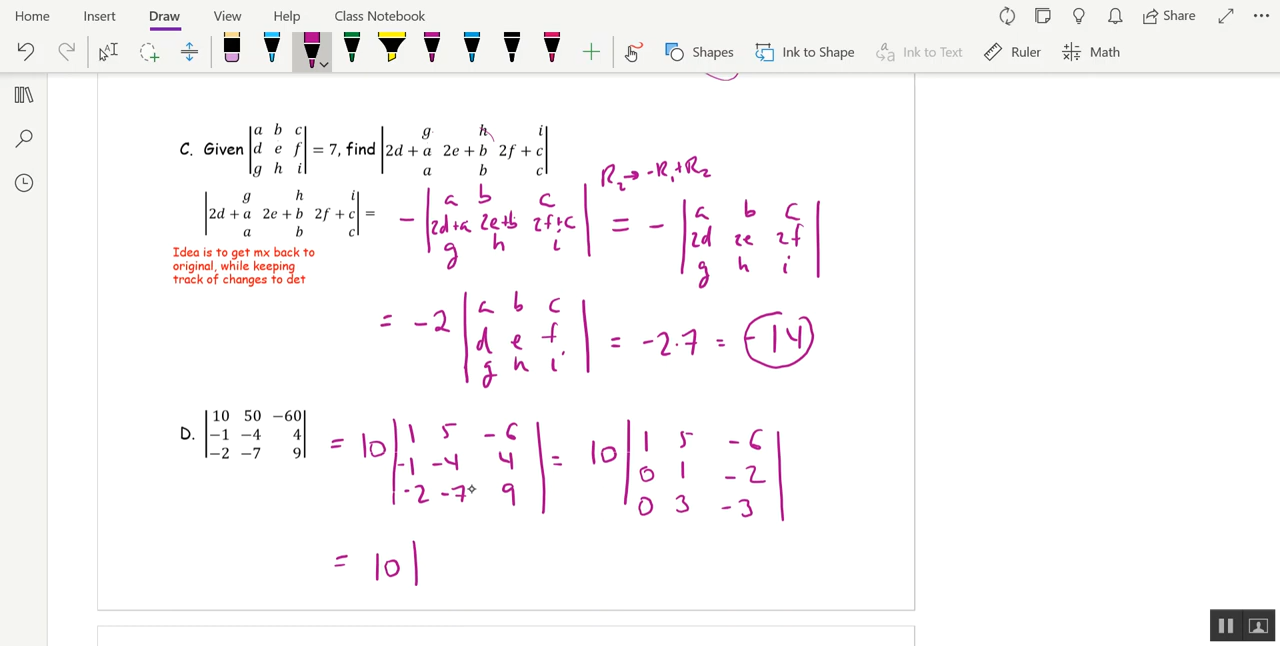 Home Insert Draw View Help Class Notebook Share
Shapes Ink to Shape Ink to Text Ruler Math
C. Given |a b c; d e f; g h i| = 7, find |g h i; 2d + a 2e + b 2f + c; a b c|
|g h i; 2d + a 2e + b 2f + c; a b c| = - |a b c; 2d+a 2e+b 2f+c; g h i| R₂→-R₁+R₂ = - |a b c; 2d 2e 2f; g h i|
Idea is to get mx back to
original, while keeping
track of changes to det
= -2 |a b c; d e f; g h i| = -2·7 = -14
D. |10 50 −60; −1 −4 4; −2 −7 9| = 10 |1 5 -6; -1 -4 4; -2 -7 9| = 10 |1 5 -6; 0 1 -2; 0 3 -3|
= 10 |